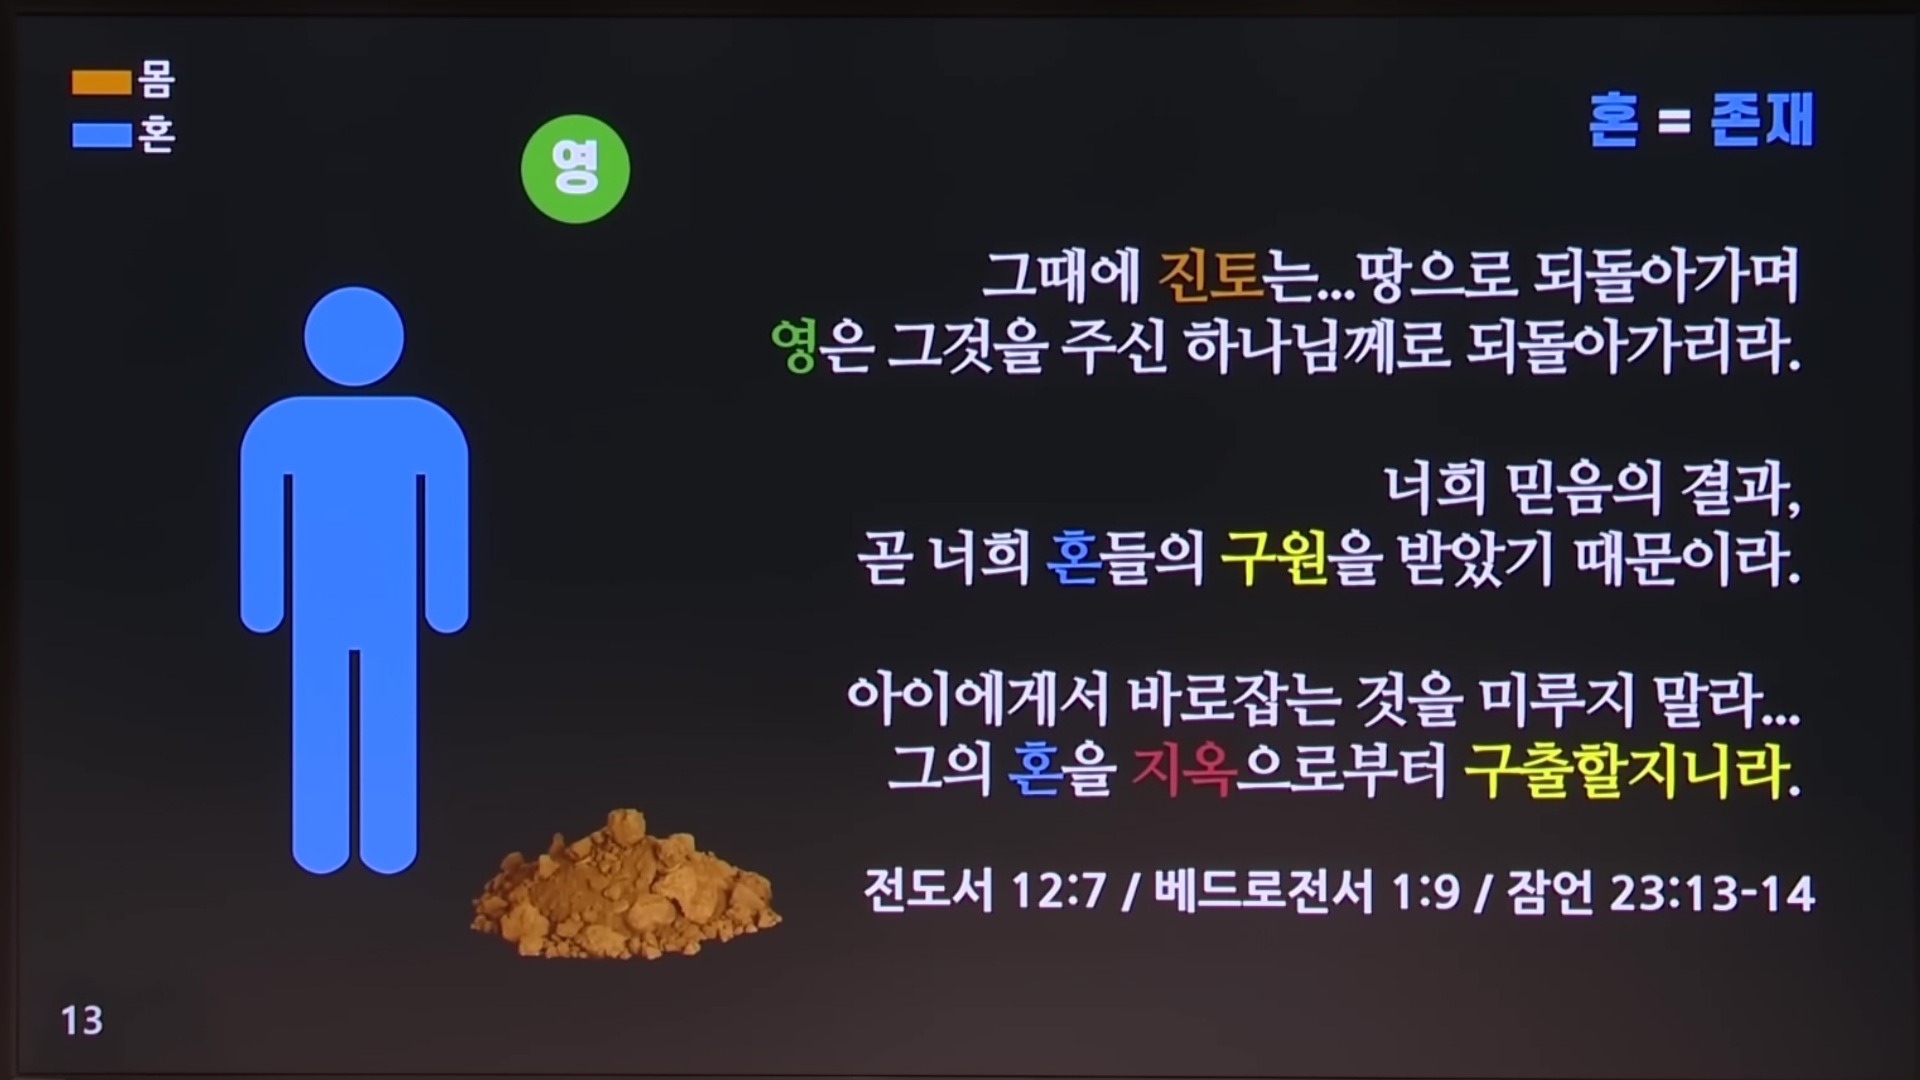 몸
혼
영
혼 = 존재
그때에 진토는...땅으로 되돌아가며
영은 그것을 주신 하나님께로 되돌아가리라.
너희 믿음의 결과,
곧 너희 혼들의 구원을 받았기 때문이라.
아이에게서 바로잡는 것을 미루지 말라...
그의 혼을 지옥으로부터 구출할지니라.
전도서 12:7 / 베드로전서 1:9 / 잠언 23:13-14
13